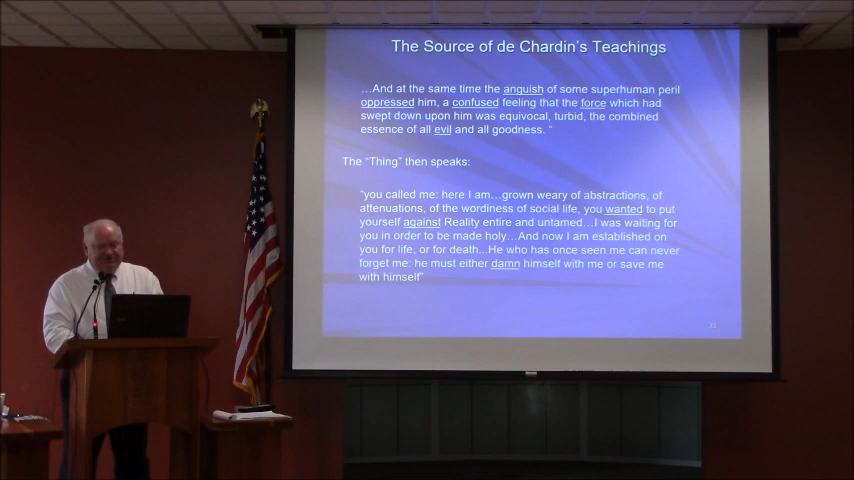 The Source of de Chardin's Teachings
…And at the same time the anguish of some superhuman peril
oppressed him, a confused feeling that the force which had
swept down upon him was equivocal, turbid, the combined
essence of all evil and all goodness. "
The "Thing" then speaks:
"you called me: here I am…grown weary of abstractions, of
attenuations, of the wordiness of social life, you wanted to put
yourself against Reality entire and untamed…I was waiting for
you in order to be made holy…And now I am established on
you for life, or for death...He who has once seen me can never
forget me: he must either damn himself with me or save me
with himself"